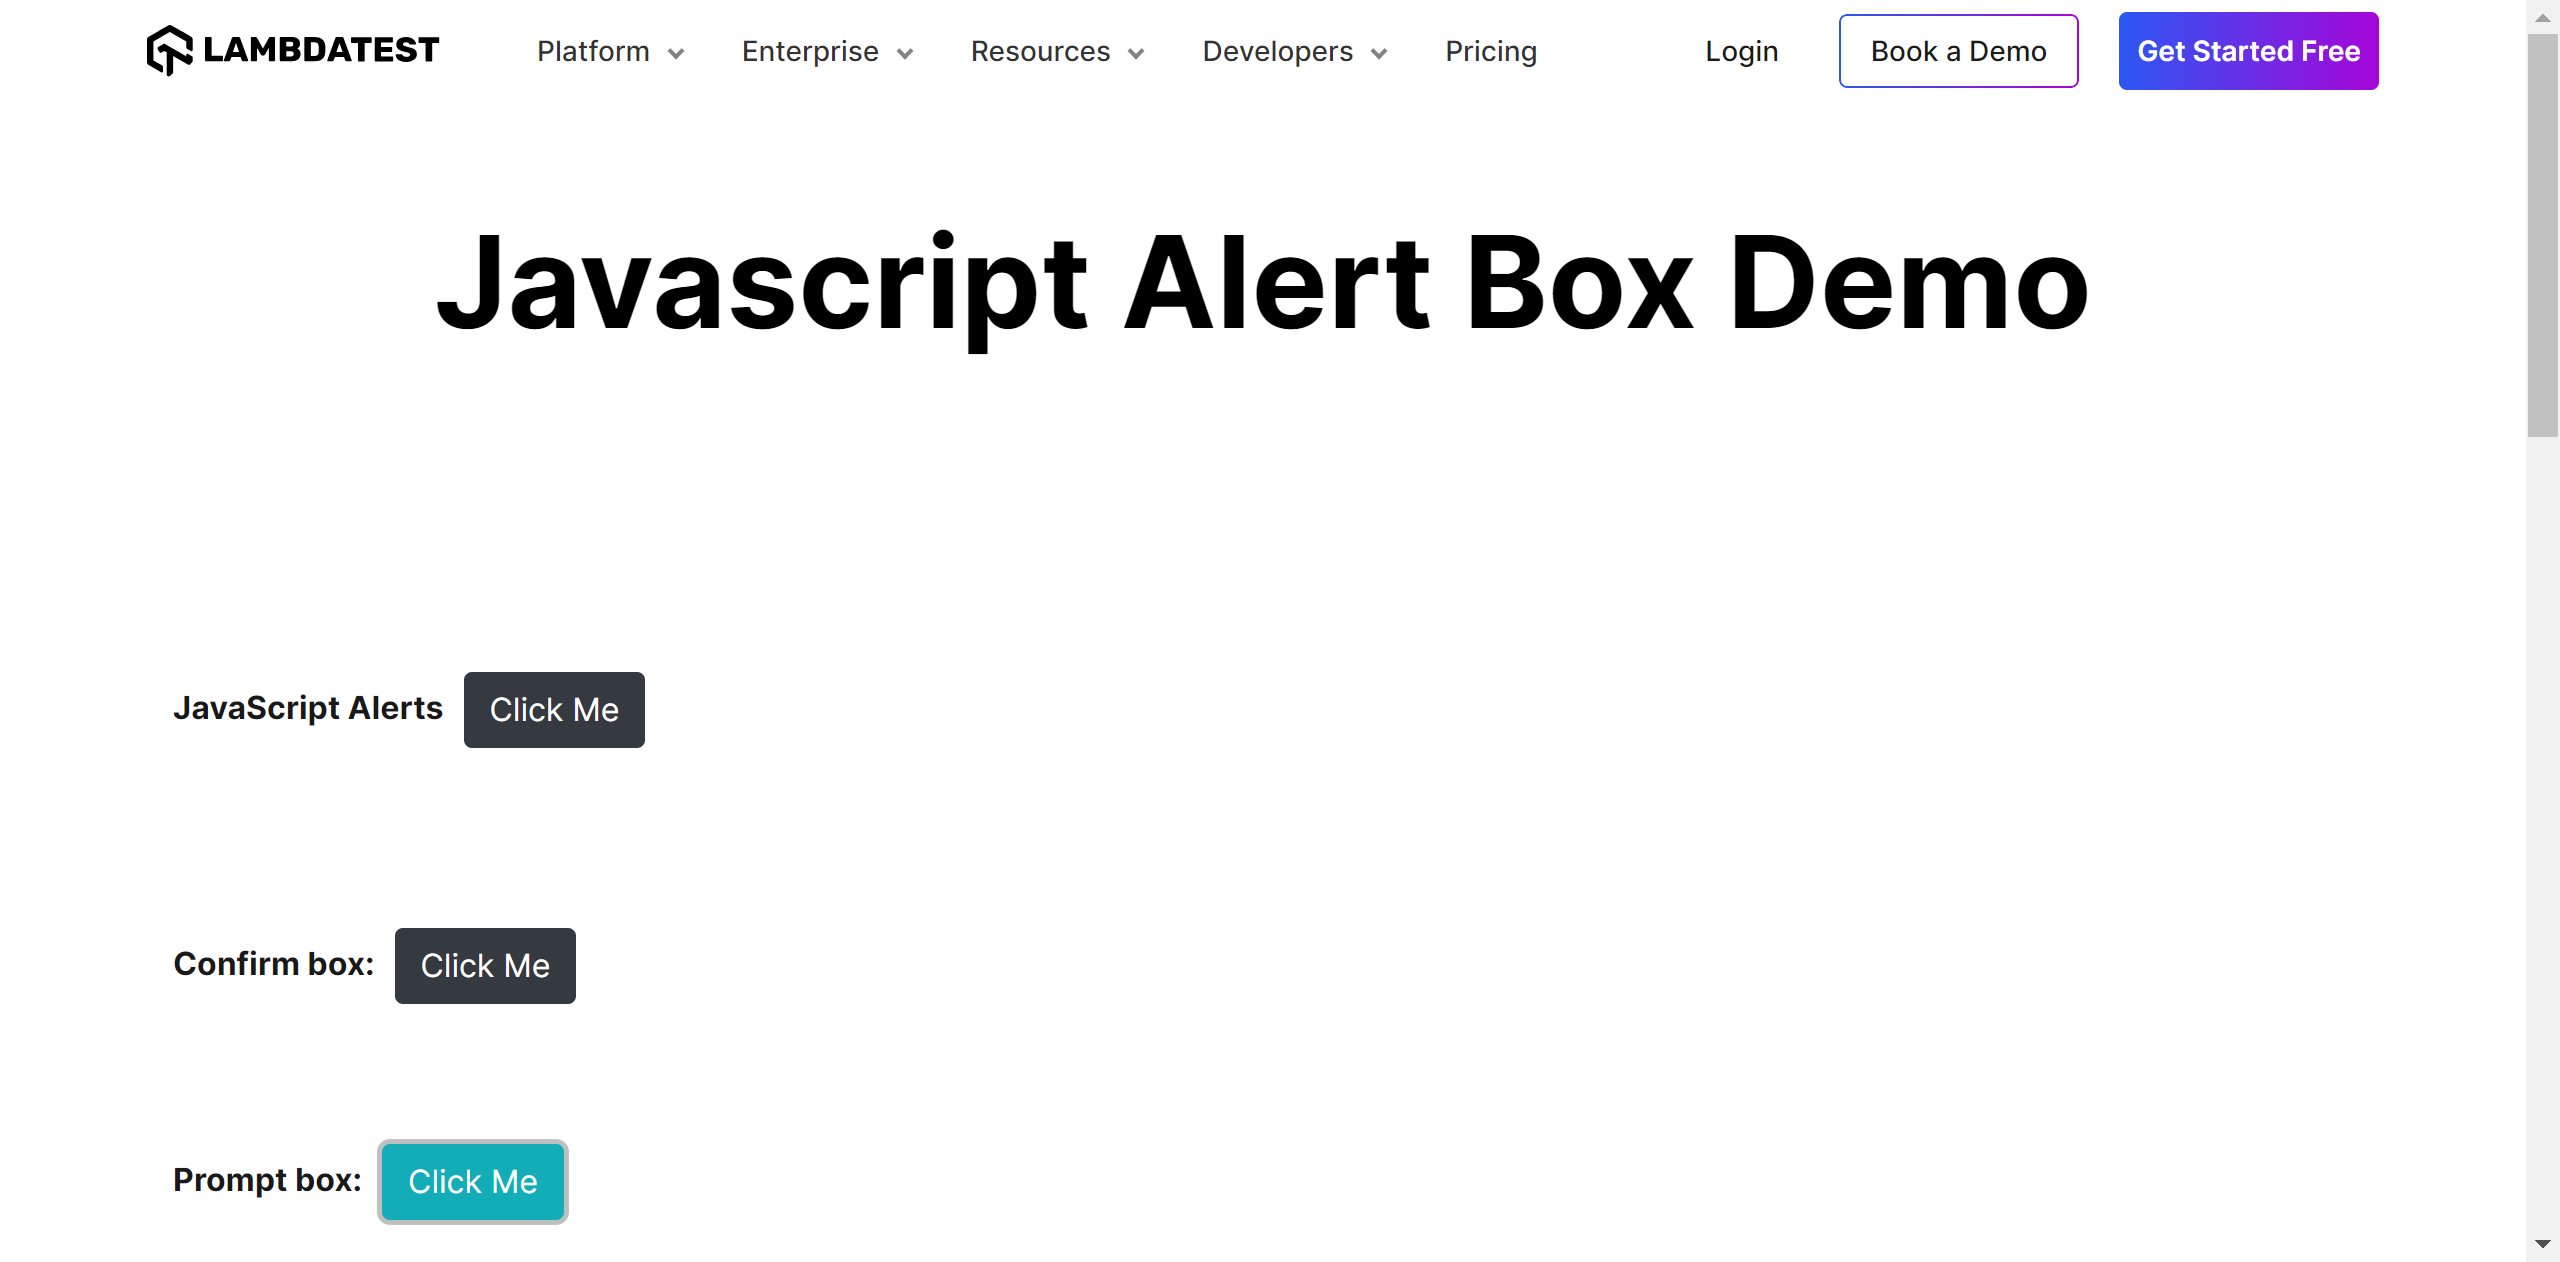 LAMBDATEST Platform Enterprise Resources Developers Pricing Login Book a Demo Get Started Free
Javascript Alert Box Demo
JavaScript Alerts Click Me
Confirm box: Click Me
Prompt box: Click Me